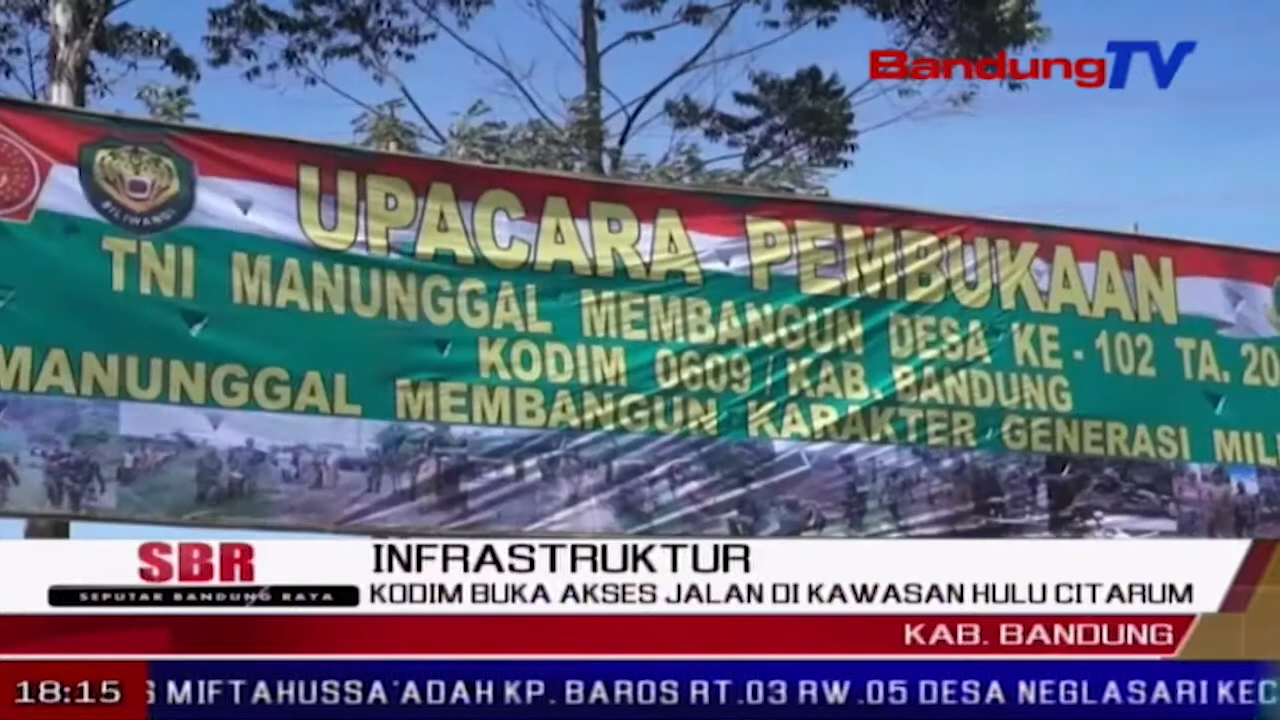 BandungTV
SILIWANGI
UPACARA PEMBUKAAN
TNI MANUNGGAL MEMBANGUN DESA KE - 102 TA. 20
KODIM 0609 / KAB. BANDUNG
MANUNGGAL MEMBANGUN KARAKTER GENERASI MIL
SBR
SEPUTAR BANDUNG RAYA
INFRASTRUKTUR
KODIM BUKA AKSES JALAN DI KAWASAN HULU CITARUM
KAB. BANDUNG
18:15
G MIFTAHUSSA'ADAH KP. BAROS RT.03 RW.05 DESA NEGLASARI KEC